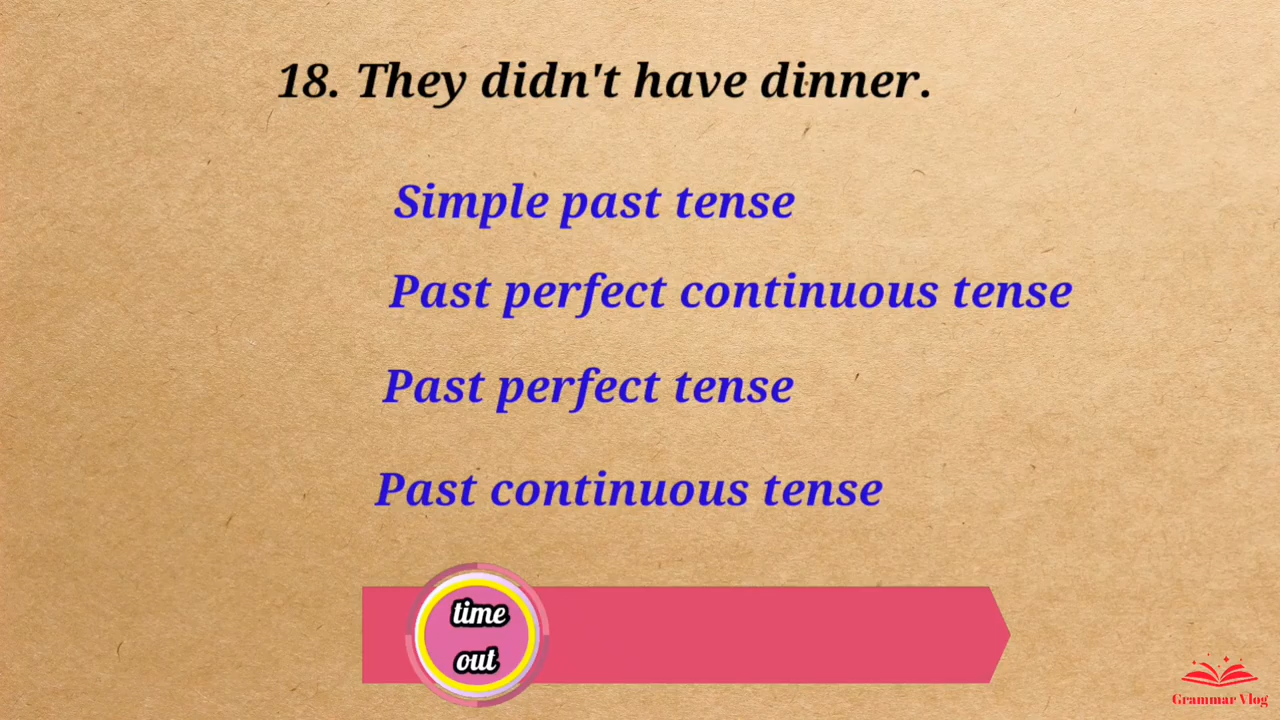 18. They didn't have dinner.
Simple past tense
Past perfect continuous tense
Past perfect tense
Past continuous tense
time
out
Grammar Vlog